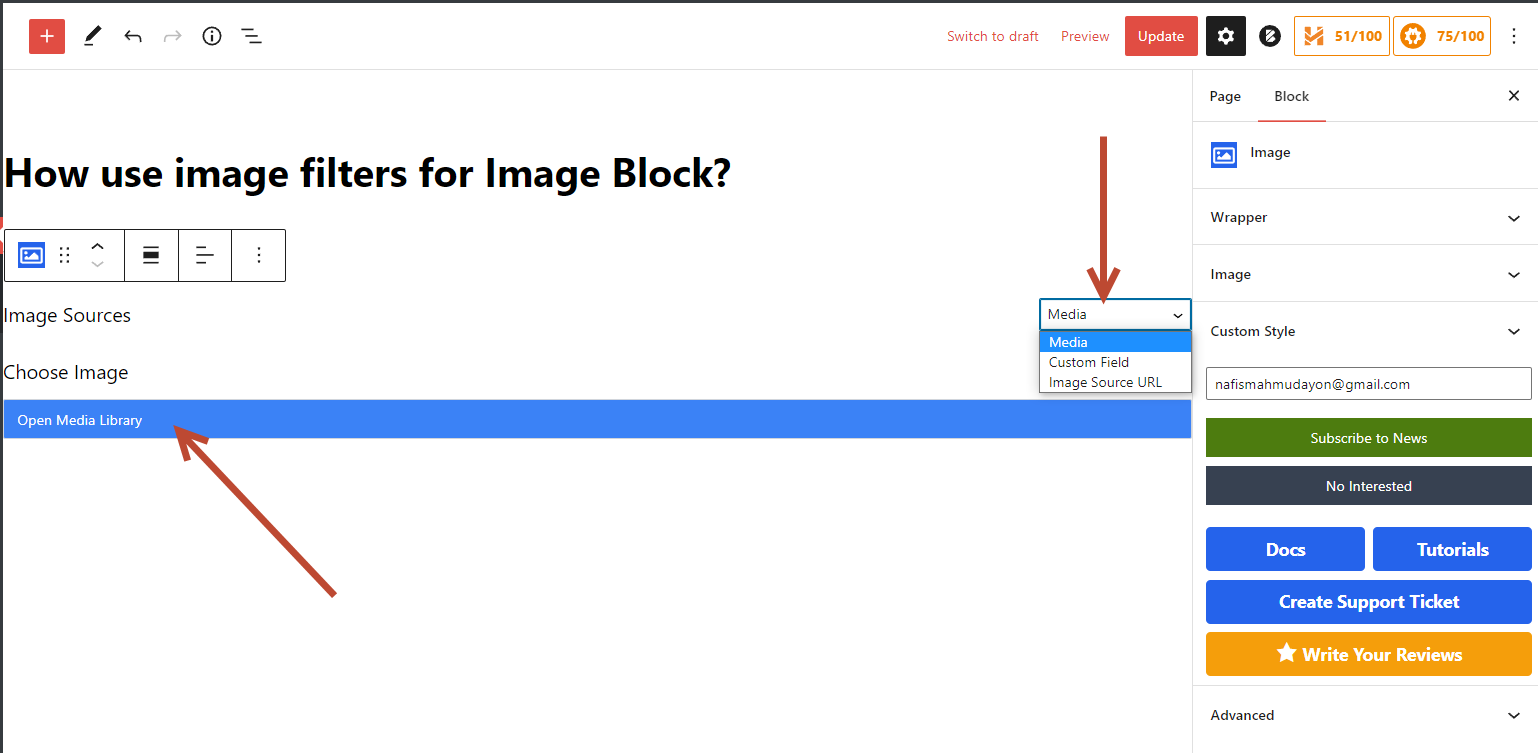 Switch to draft
Preview
Update
51/100
75/100
Page
Block
Image
Wrapper
Image
Custom Style
nafismahmudayon@gmail.com
Subscribe to News
No Interested
Docs
Tutorials
Create Support Ticket
Write Your Reviews
Advanced
How use image filters for Image Block?
Image Sources
Media
Media
Custom Field
Image Source URL
Choose Image
Open Media Library